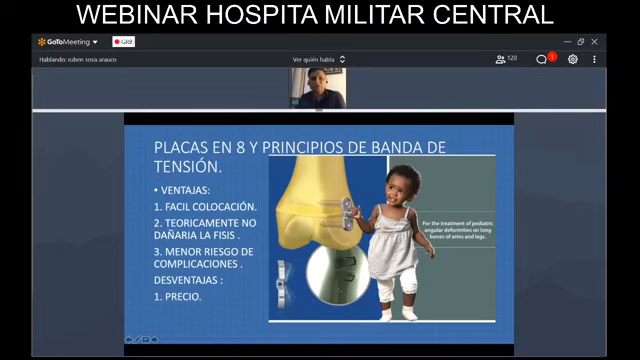 WEBINAR HOSPITA MILITAR CENTRAL
GoToMeeting
GRB
Hablando: ruben sosa arauco
Ver quién habla
120
1
PLACAS EN 8 Y PRINCIPIOS DE BANDA DE
TENSIÓN.
• VENTAJAS:
1. FACIL COLOCACIÓN.
2. TEORICAMENTE NO
DAÑARIA LA FISIS .
3. MENOR RIESGO DE
COMPLICACIONES .
DESVENTAJAS :
1. PRECIO.
For the treatment of pediatric
angular deformities on long
bones of arms and legs.